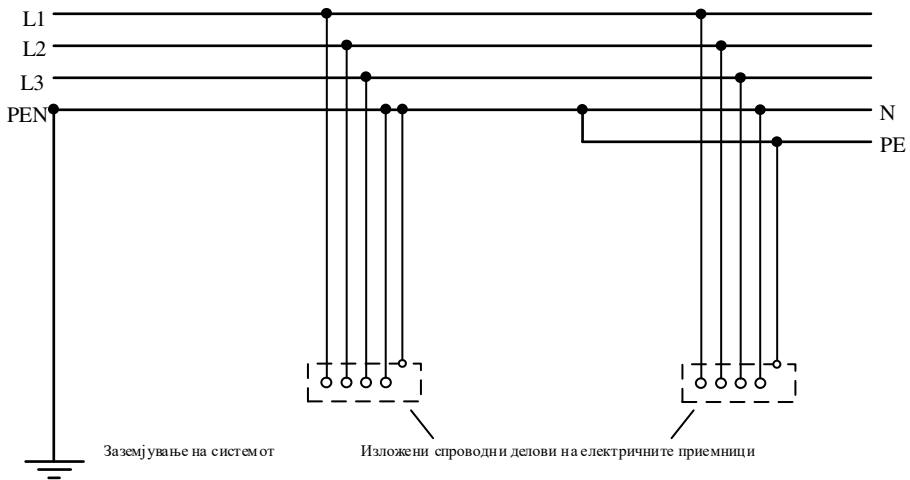 L1
L2
L3
PEN
N
PE
Заземјување на системот
Изложени спроводни делови на електричните приемници